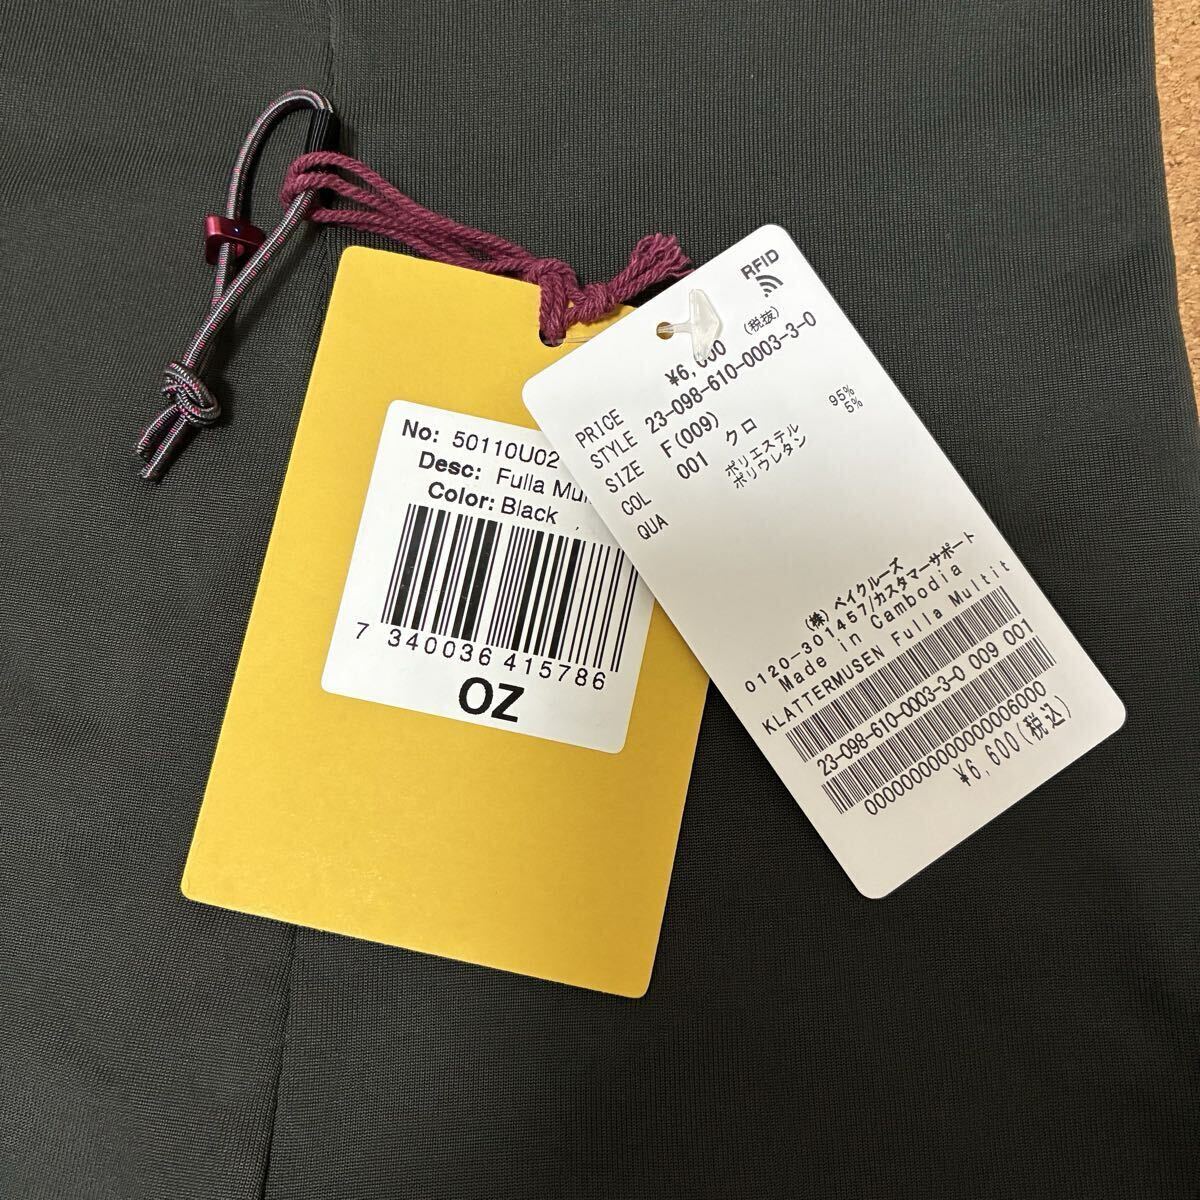 No: 50110U02
Desc: Fulla
Color: Black
7 340036 415786
OZ
RFID
PRICE ¥6,000 (税抜)
STYLE 23-098-610-0003-3-0
SIZE F(009)
COL 001 クロ
QUA ポリエステル 95%
ポリウレタン 5%
(株) ベイクルーズ
0120-301457/カスタマーサポート
Made in Cambodia
KLATTERMUSEN Fulla Multit
23-098-610-0003-3-0 009 001
¥6,600(税込)